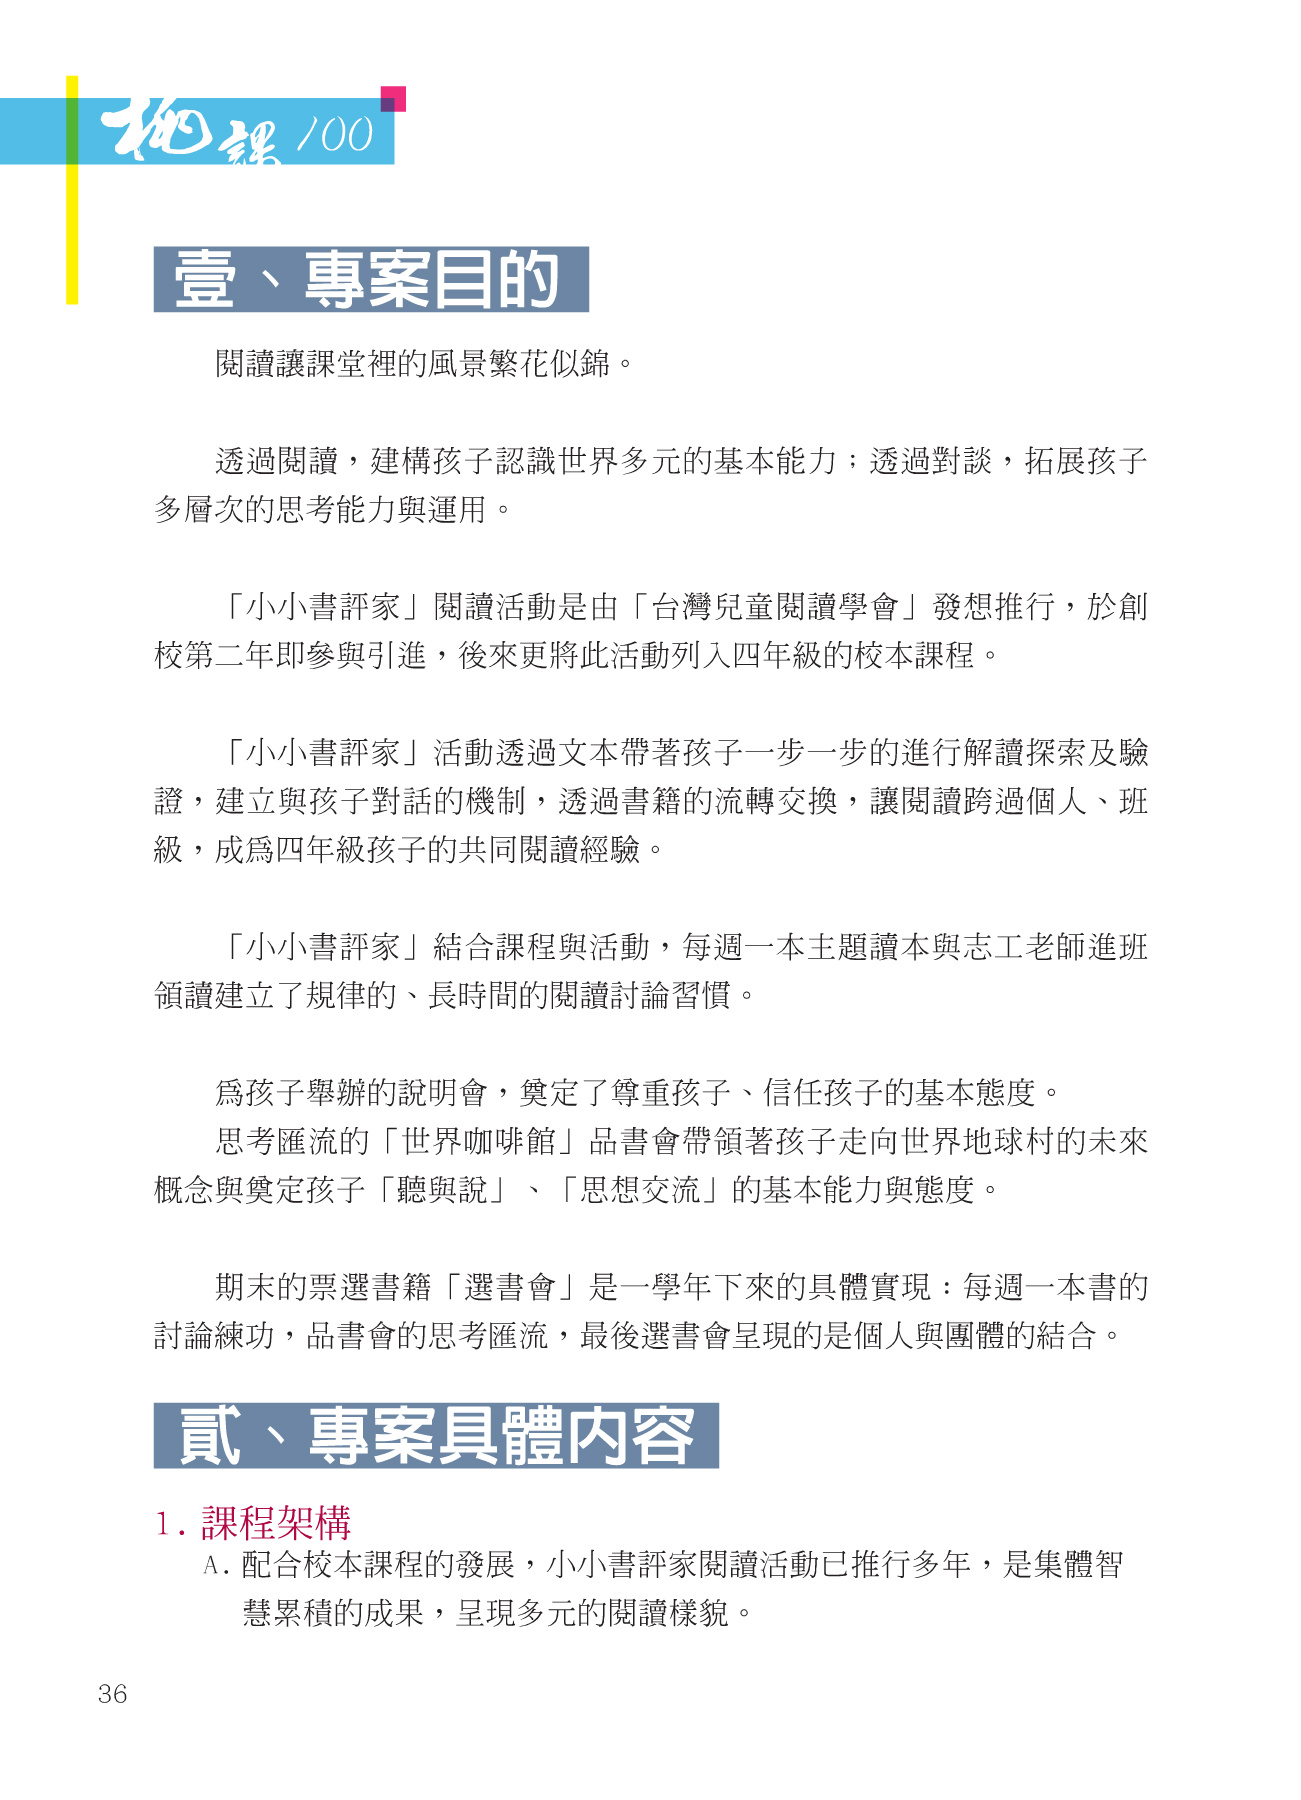 桃課100
壹、專案目的
閱讀讓課堂裡的風景繁花似錦。
透過閱讀，建構孩子認識世界多元的基本能力；透過對談，拓展孩子
多層次的思考能力與運用。
「小小書評家」閱讀活動是由「台灣兒童閱讀學會」發想推行，於創
校第二年即參與引進，後來更將此活動列入四年級的校本課程。
「小小書評家」活動透過文本帶著孩子一步一步的進行解讀探索及驗
證，建立與孩子對話的機制，透過書籍的流轉交換，讓閱讀跨過個人、班
級，成為四年級孩子的共同閱讀經驗。
「小小書評家」結合課程與活動，每週一本主題讀本與志工老師進班
領讀建立了規律的、長時間的閱讀討論習慣。
為孩子舉辦的說明會，奠定了尊重孩子、信任孩子的基本態度。
思考匯流的「世界咖啡館」品書會帶領著孩子走向世界地球村的未來
概念與奠定孩子「聽與說」、「思想交流」的基本能力與態度。
期末的票選書籍「選書會」是一學年下來的具體實現：每週一本書的
討論練功，品書會的思考匯流，最後選書會呈現的是個人與團體的結合。
貳、專案具體內容
1. 課程架構
A. 配合校本課程的發展，小小書評家閱讀活動已推行多年，是集體智
慧累積的成果，呈現多元的閱讀樣貌。
36